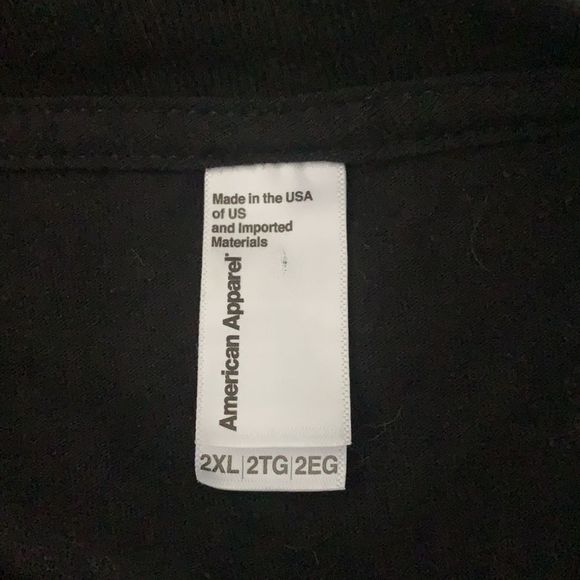 Made in the USA
of US
and Imported
Materials
American Apparel
2XL|2TG|2EG